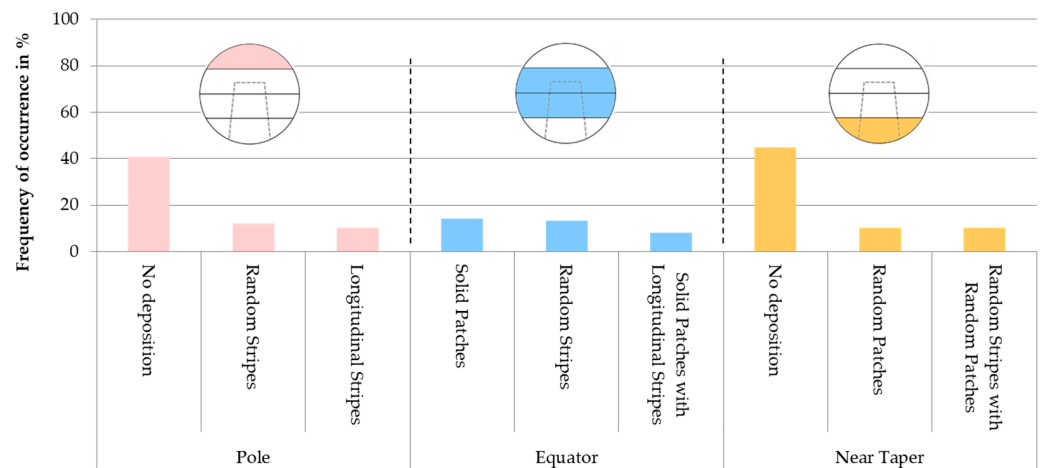 Frequency of occurrence in %
100
80
60
40
20
0
No deposition
Random Stripes
Longitudinal Stripes
Solid Patches
Random Stripes
Solid Patches with
Longitudinal Stripes
No deposition
Random Patches
Random Stripes with
Random Patches
Pole
Equator
Near Taper